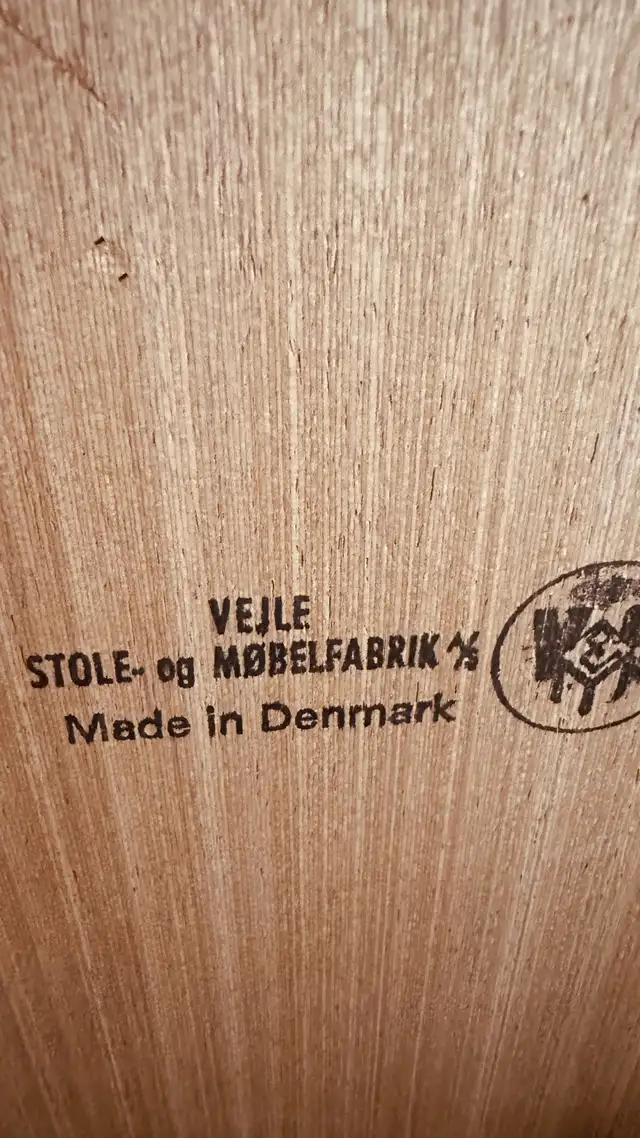 VEJLE
STOLE- og MØBELFABRIK A/S
Made in Denmark